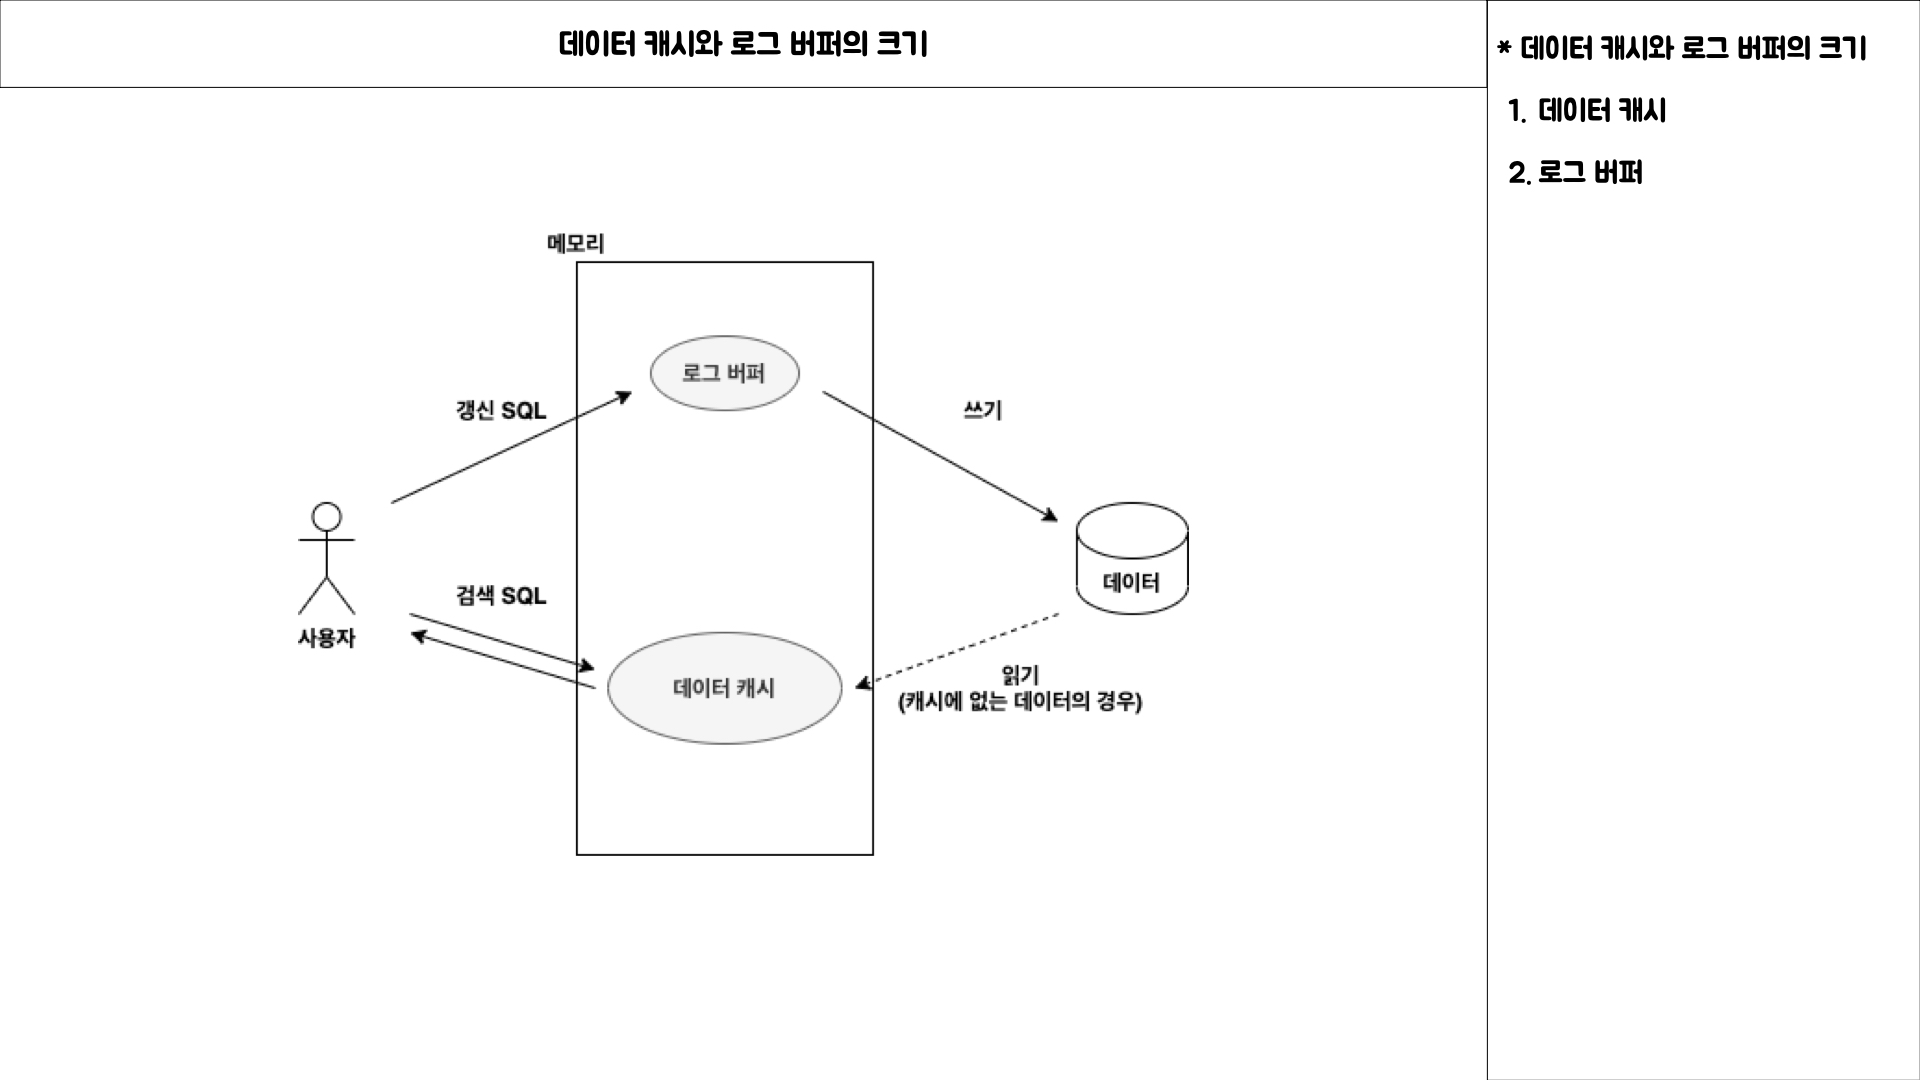 데이터 캐시와 로그 버퍼의 크기
* 데이터 캐시와 로그 버퍼의 크기
1. 데이터 캐시
2. 로그 버퍼
메모리
로그 버퍼
갱신 SQL
쓰기
데이터
검색 SQL
사용자
데이터 캐시
읽기
(캐시에 없는 데이터의 경우)